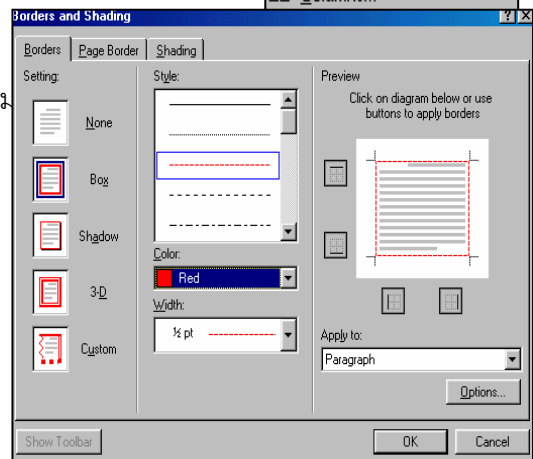 Borders and Shading
Borders
Page Border
Shading
Setting:
None
Box
Shadow
3-D
Custom
Style:
Color:
Red
Width:
½ pt
Preview
Click on diagram below or use
buttons to apply borders
Apply to:
Paragraph
Options...
Show Toolbar
OK
Cancel